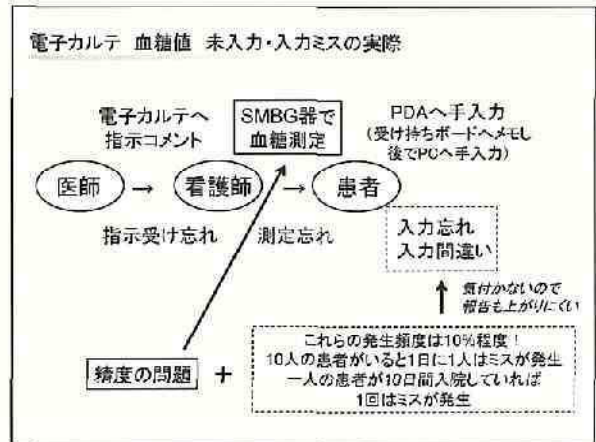 電子カルテ 血糖値 未入力・入力ミスの実際
電子カルテへ
指示コメント
SMBG器で
血糖測定
PDAへ手入力
(受け持ちボードへメモし
後でPCへ手入力)
医師 → 看護師 → 患者
指示受け忘れ
測定忘れ
入力忘れ
入力間違い
気付かないので
報告も上がりにくい
精度の問題 +
これらの発生頻度は10%程度！
10人の患者がいると1日に1人はミスが発生
一人の患者が10日間入院していれば
1回はミスが発生